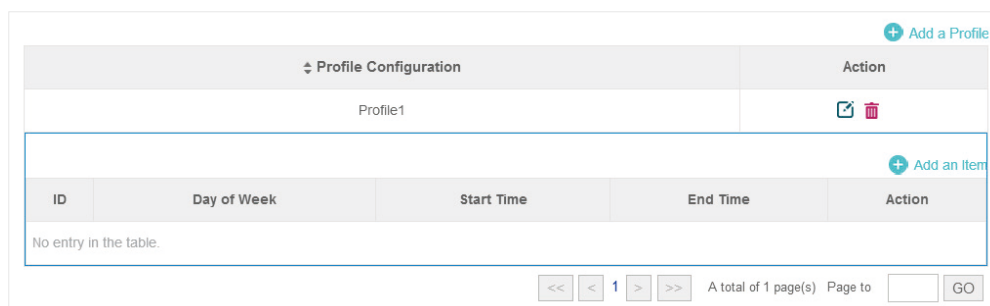 Add a Profile
Profile Configuration Action
Profile1
Add an Item
ID Day of Week Start Time End Time Action
No entry in the table.
<< < 1 > >> A total of 1 page(s) Page to GO